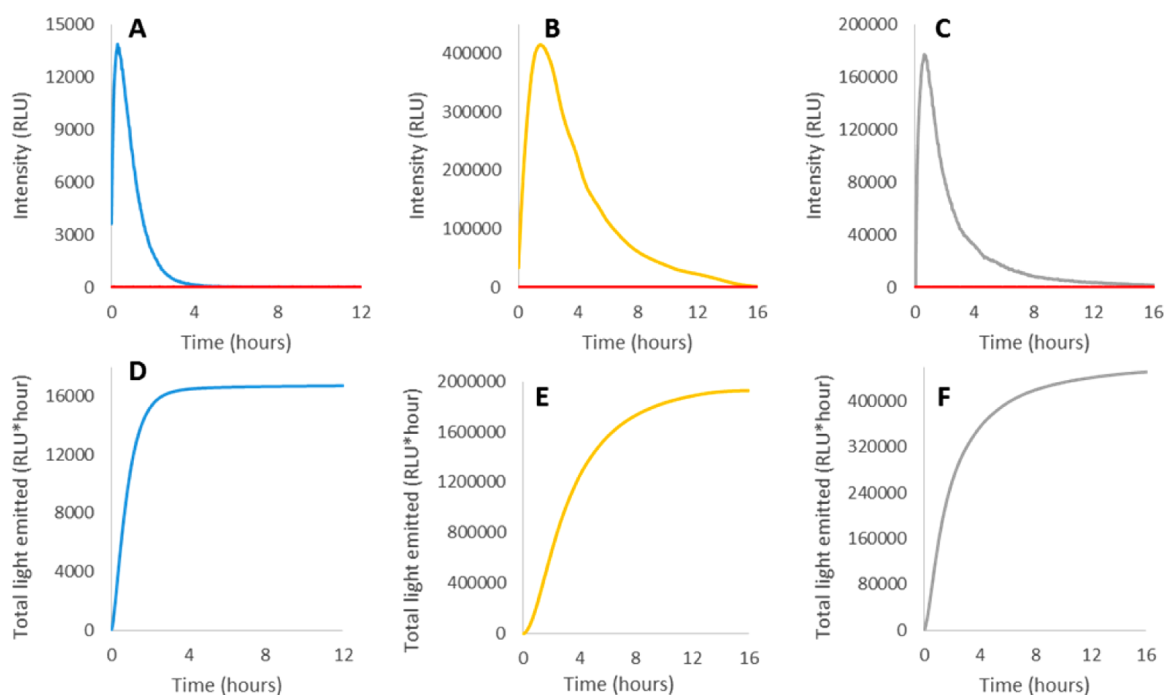 A
Intensity (RLU)
15000
12000
9000
6000
3000
0
0 4 8 12
Time (hours)
B
Intensity (RLU)
400000
300000
200000
100000
0
0 4 8 12 16
Time (hours)
C
Intensity (RLU)
200000
160000
120000
80000
40000
0
0 4 8 12 16
Time (hours)
D
Total light emitted (RLU*hour)
16000
12000
8000
4000
0
0 4 8 12
Time (hours)
E
Total light emitted (RLU*hour)
2000000
1600000
1200000
800000
400000
0
0 4 8 12 16
Time (hours)
F
Total light emitted (RLU*hour)
400000
320000
240000
160000
80000
0
0 4 8 12 16
Time (hours)